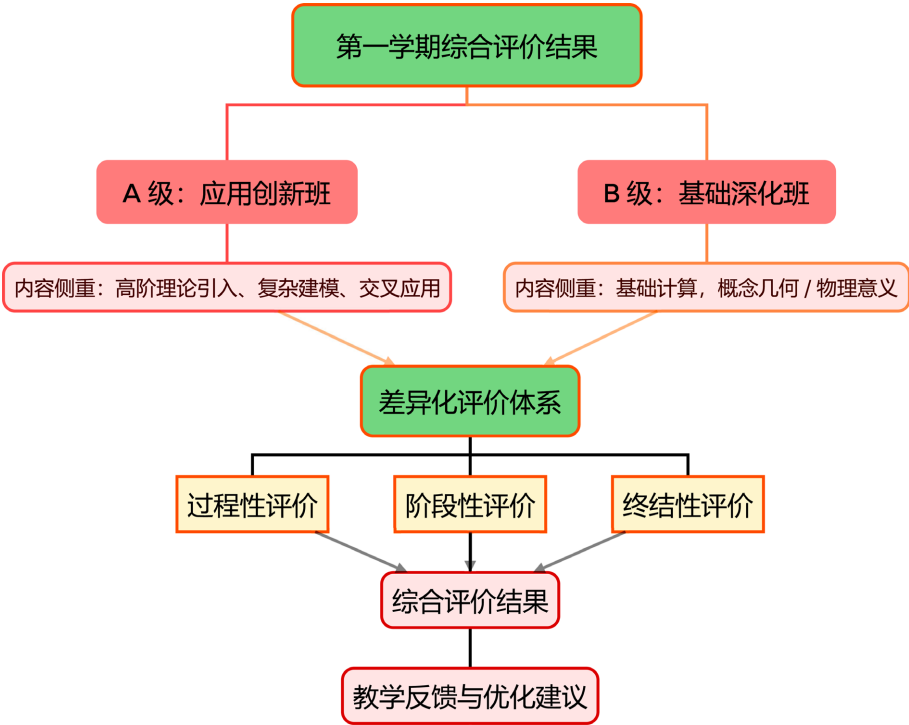 第一学期综合评价结果
A 级：应用创新班
B 级：基础深化班
内容侧重：高阶理论引入、复杂建模、交叉应用
内容侧重：基础计算，概念几何 / 物理意义
差异化评价体系
过程性评价
阶段性评价
终结性评价
综合评价结果
教学反馈与优化建议